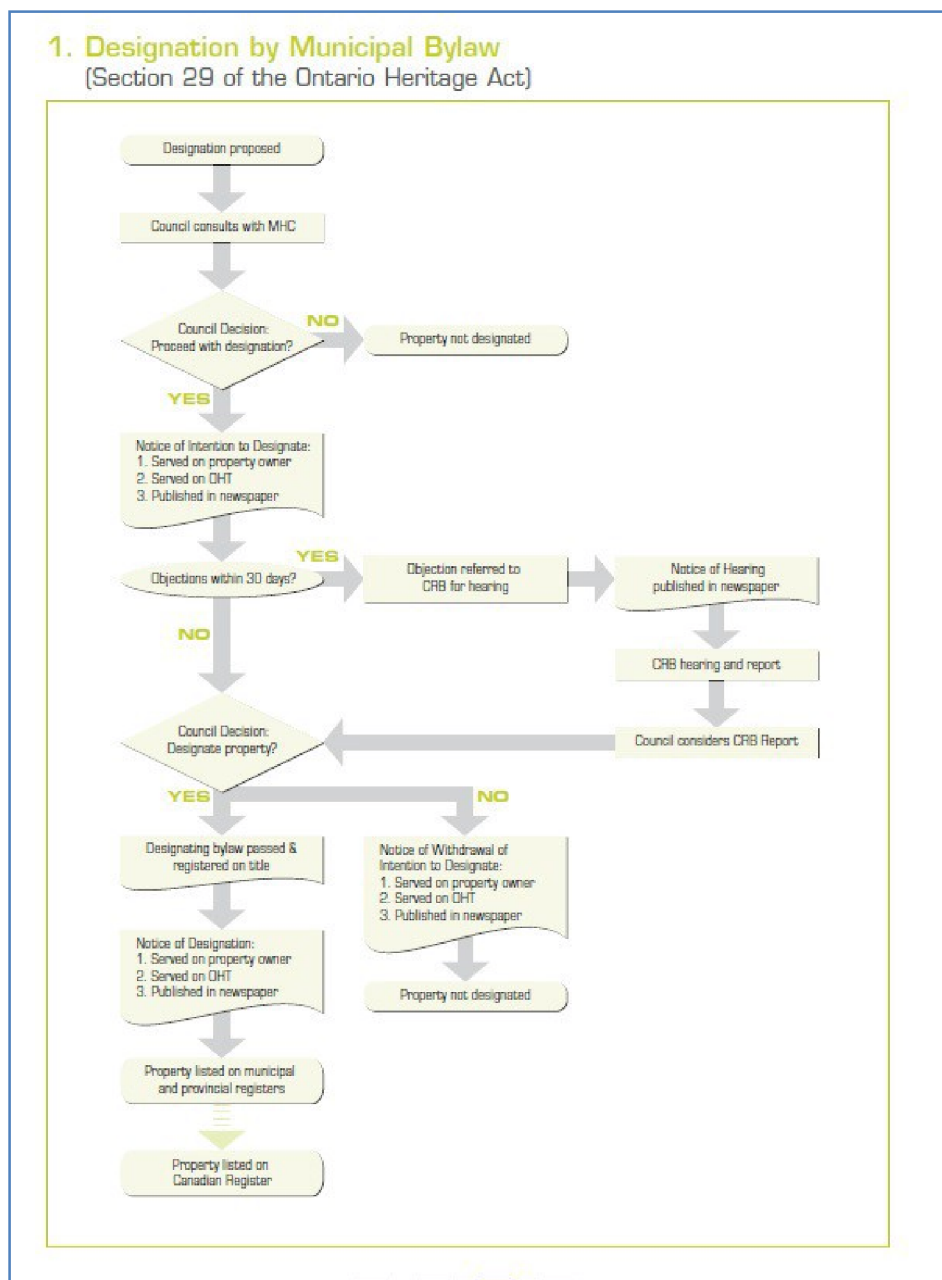 1. Designation by Municipal Bylaw
(Section 29 of the Ontario Heritage Act)
Designation proposed
Council consults with MHC
Council Decision:
Proceed with designation?
NO
Property not designated
YES
Notice of Intention to Designate:
1. Served on property owner
2. Served on OHT
3. Published in newspaper
Objections within 30 days?
YES
Objection referred to
CRB for hearing
Notice of Hearing
published in newspaper
CRB hearing and report
Council considers CRB Report
NO
Council Decision:
Designate property?
YES
NO
Designating bylaw passed &
registered on title
Notice of Withdrawal of
Intention to Designate:
1. Served on property owner
2. Served on OHT
3. Published in newspaper
Notice of Designation:
1. Served on property owner
2. Served on OHT
3. Published in newspaper
Property not designated
Property listed on municipal
and provincial registers
Property listed on
Canadian Register